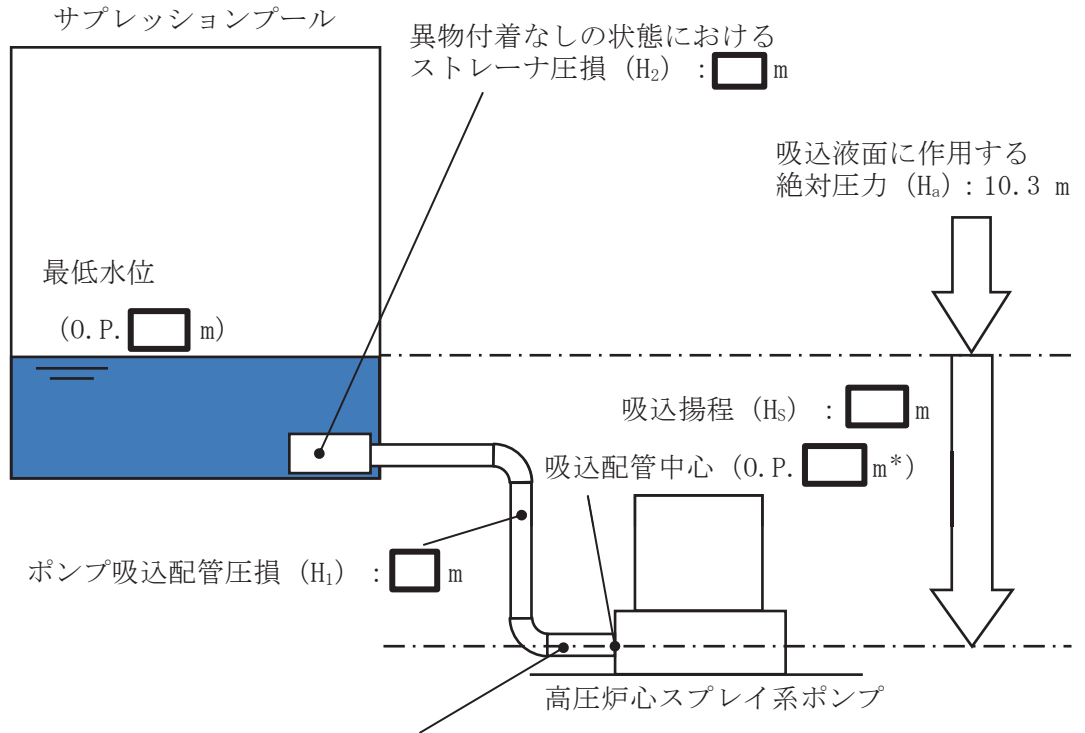 サプレッションプール
異物付着なしの状態における
ストレーナ圧損 (H₂) : m
吸込液面に作用する
絶対圧力 (Hₐ) : 10.3 m
最低水位
(O.P. m)
吸込揚程 (Hs) : m
吸込配管中心 (O.P. m*)
ポンプ吸込配管圧損 (H₁) : m
高圧炉心スプレイ系ポンプ